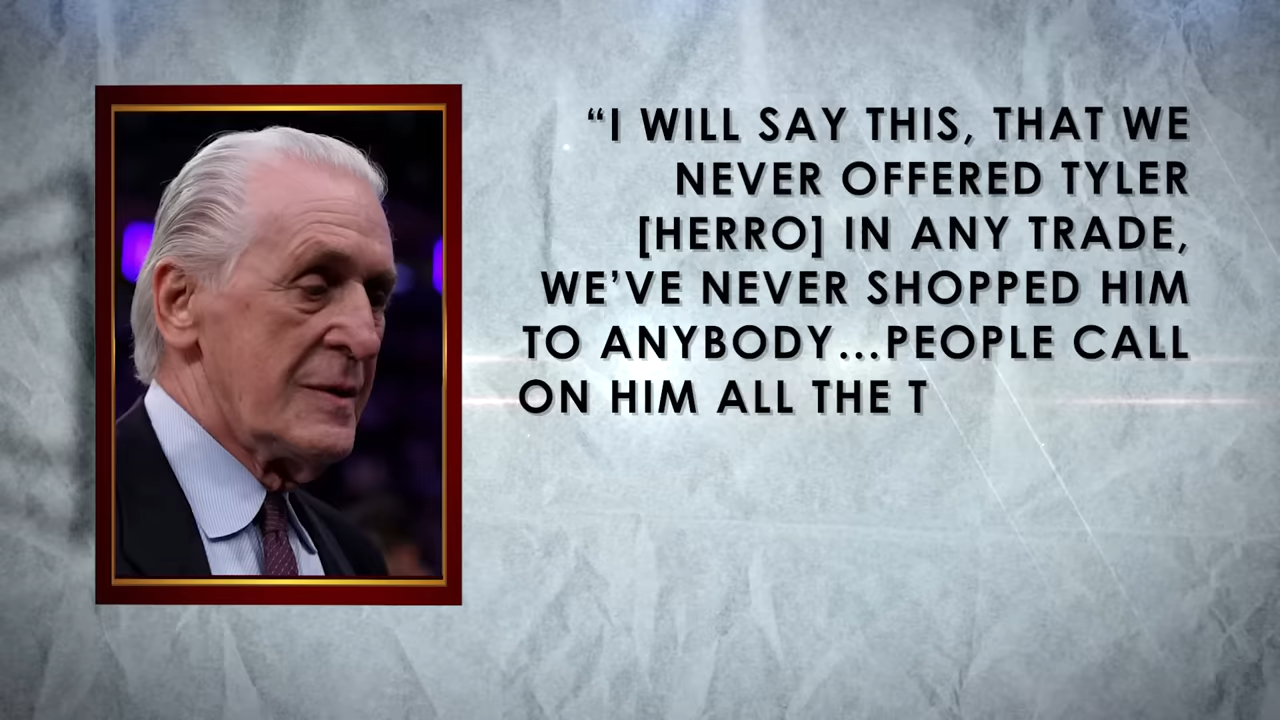 “I WILL SAY THIS, THAT WE
NEVER OFFERED TYLER
[HERRO] IN ANY TRADE,
WE’VE NEVER SHOPPED HIM
TO ANYBODY...PEOPLE CALL
ON HIM ALL THE T